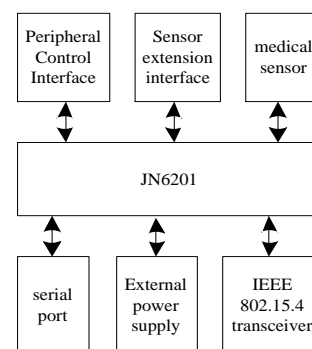 Peripheral
Control
Interface
Sensor
extension
interface
medical
sensor
JN6201
serial
port
External
power
supply
IEEE
802.15.4
transceiver